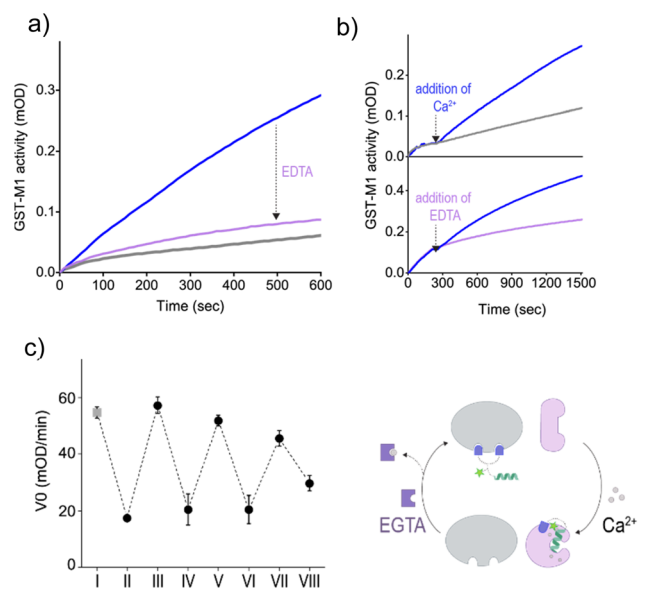 a)
GST-M1 activity (mOD)
0.3
0.2
0.1
0.0
EDTA
0 100 200 300 400 500 600
Time (sec)
b)
GST-M1 activity (mOD)
0.2
0.1
0.0
addition of
Ca²⁺
0.4
0.2
0.0
addition of
EDTA
0 300 600 900 1200 1500
Time (sec)
c)
V0 (mOD/min)
60
40
20
0
I II III IV V VI VII VIII
EGTA
Ca²⁺